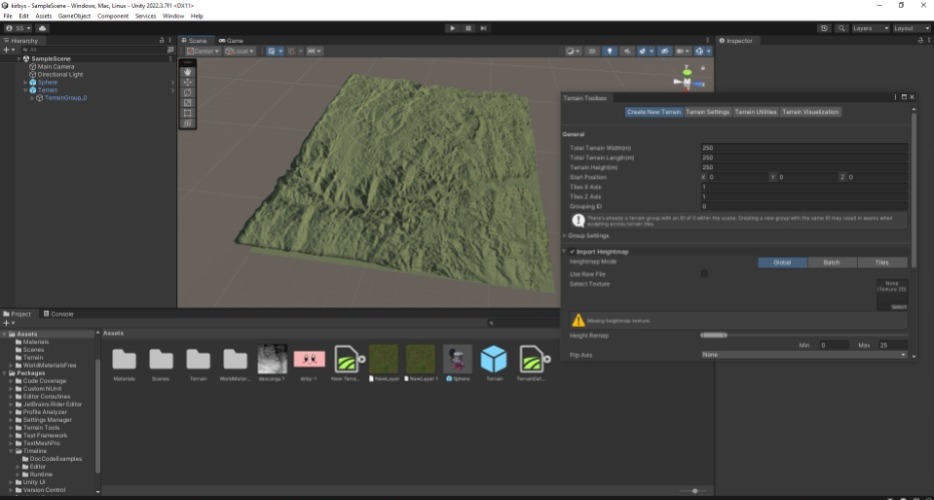 kirbys - SampleScene - Windows, Mac, Linux - Unity 2022.3.7f1 <DX11>
File Edit Assets GameObject Component Services Window Help
SS
Layers
Layout
Hierarchy
All
SampleScene
Main Camera
Directional Light
Sphere
Terrain
TerrainGroup_0
Scene
Game
Center
Local
2D
Inspector
Terrain Toolbox
Create New Terrain Terrain Settings Terrain Utilities Terrain Visualization
General
Total Terrain Width(m) 250
Total Terrain Length(m) 250
Terrain Height(m) 250
Start Position X 0 Y 0 Z 0
Tiles X Axis 1
Tiles Z Axis 1
Grouping ID 0
There's already a terrain group with an ID of 0 within the scene. Creating a new group with the same ID may result in issues when
sculpting across terrain tiles.
Group Settings
Import Heightmap
Heightmap Mode Global Batch Tiles
Use Raw File
Select Texture
None
(Texture 2D)
Select
Missing heightmap texture.
Height Remap
Min 0 Max 25
Flip Axis None
Project
Console
Assets
Materials
Scenes
Terrain
WorldMaterialsFree
Packages
Code Coverage
Custom NUnit
Editor Coroutines
JetBrains Rider Editor
Profile Analyzer
Settings Manager
Terrain Tools
Test Framework
TextMeshPro
Timeline
DocCodeExamples
Editor
Runtime
Unity UI
Version Control
Assets
Materials
Scenes
Terrain
WorldMater...
descarga 1
New Terra...
NewLayer
NewLayer 1
Sphere
Terrain
TerrainDat...